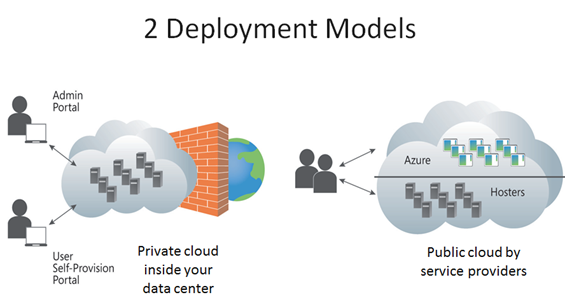 2 Deployment Models
Admin
Portal
User
Self-Provision
Portal
Private cloud
inside your
data center
Azure
Hosters
Public cloud by
service providers